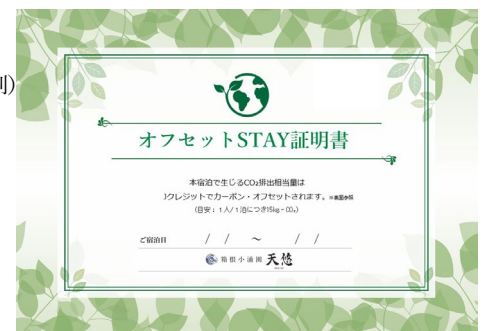 別）
オフセットSTAY証明書
本宿泊で生じるCO₂排出相当量は
Jクレジットでカーボン・オフセットされます。※裏面参照
(目安：1人/1泊につき15kg－CO₂)
ご宿泊日 / / ～ / /
箱根小涌園 天悠